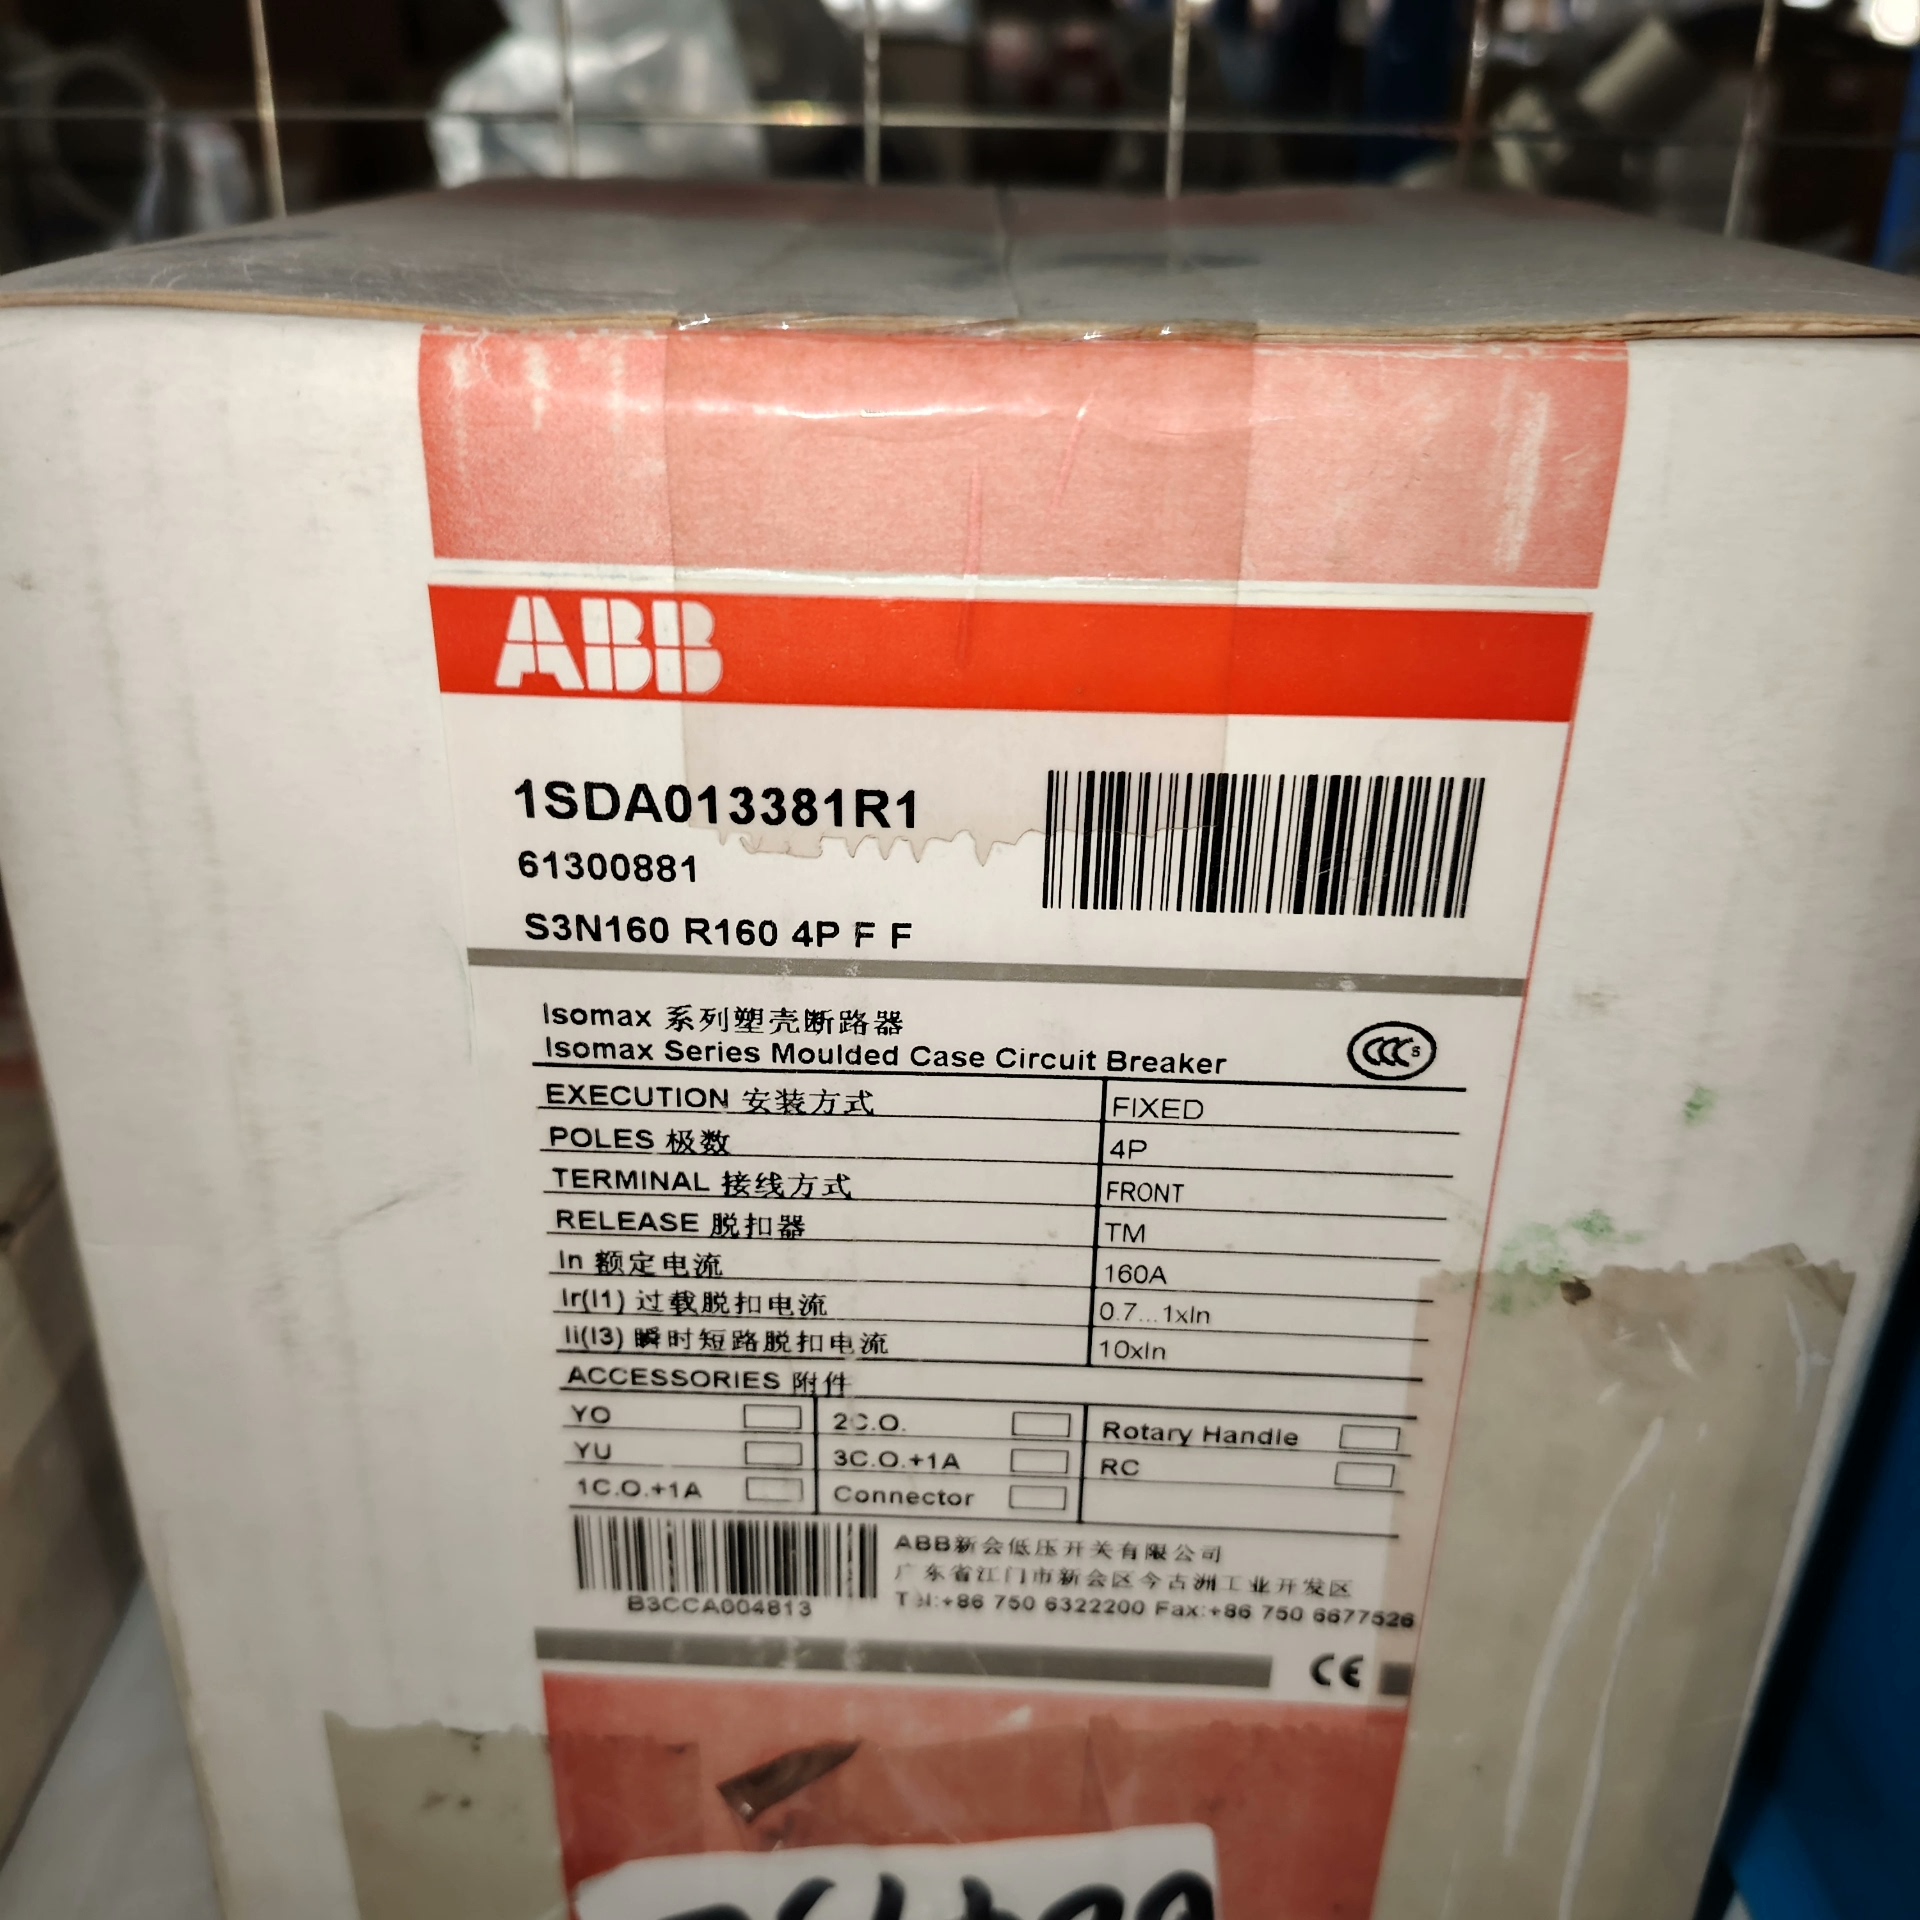 ABB
1SDA013381R1
61300881
S3N160 R160 4P F F
Isomax 系列塑壳断路器
Isomax Series Moulded Case Circuit Breaker
CCC S
EXECUTION 安装方式 FIXED
POLES 极数 4P
TERMINAL 接线方式 FRONT
RELEASE 脱扣器 TM
In 额定电流 160A
Ir(I1) 过载脱扣电流 0.7...1xIn
Ii(I3) 瞬时短路脱扣电流 10xIn
ACCESSORIES 附件
YO 2C.O. Rotary Handle
YU 3C.O.+1A RC
1C.O.+1A Connector
ABB新会低压开关有限公司
广东省江门市新会区今古洲工业开发区
Tel:+86 750 6322200 Fax:+86 750 6677526
B3CCA004813
CE